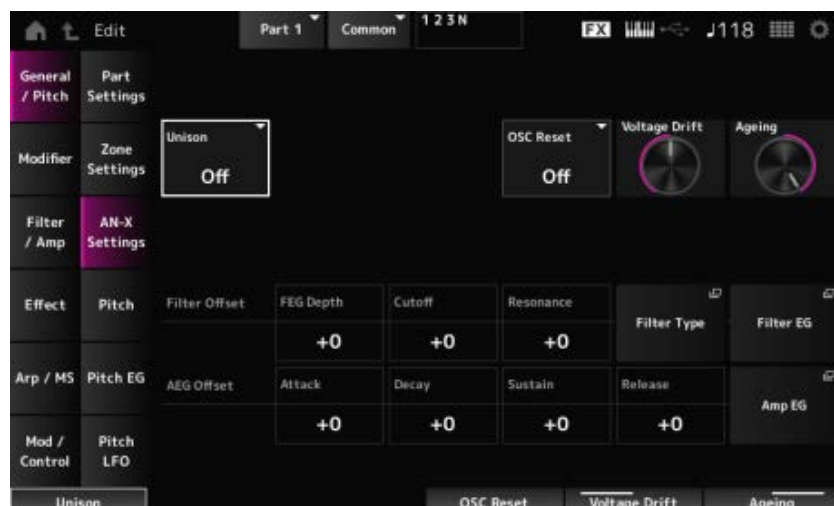 Edit
Part 1
Common
1 2 3 N
FX
♩118
General / Pitch
Part Settings
Modifier
Zone Settings
Filter / Amp
AN-X Settings
Effect
Pitch
Arp / MS
Pitch EG
Mod / Control
Pitch LFO
Unison
Off
OSC Reset
Off
Voltage Drift
Ageing
Filter Offset
FEG Depth
+0
Cutoff
+0
Resonance
+0
Filter Type
Filter EG
AEG Offset
Attack
+0
Decay
+0
Sustain
+0
Release
+0
Amp EG
Unison
OSC Reset
Voltage Drift
Ageing